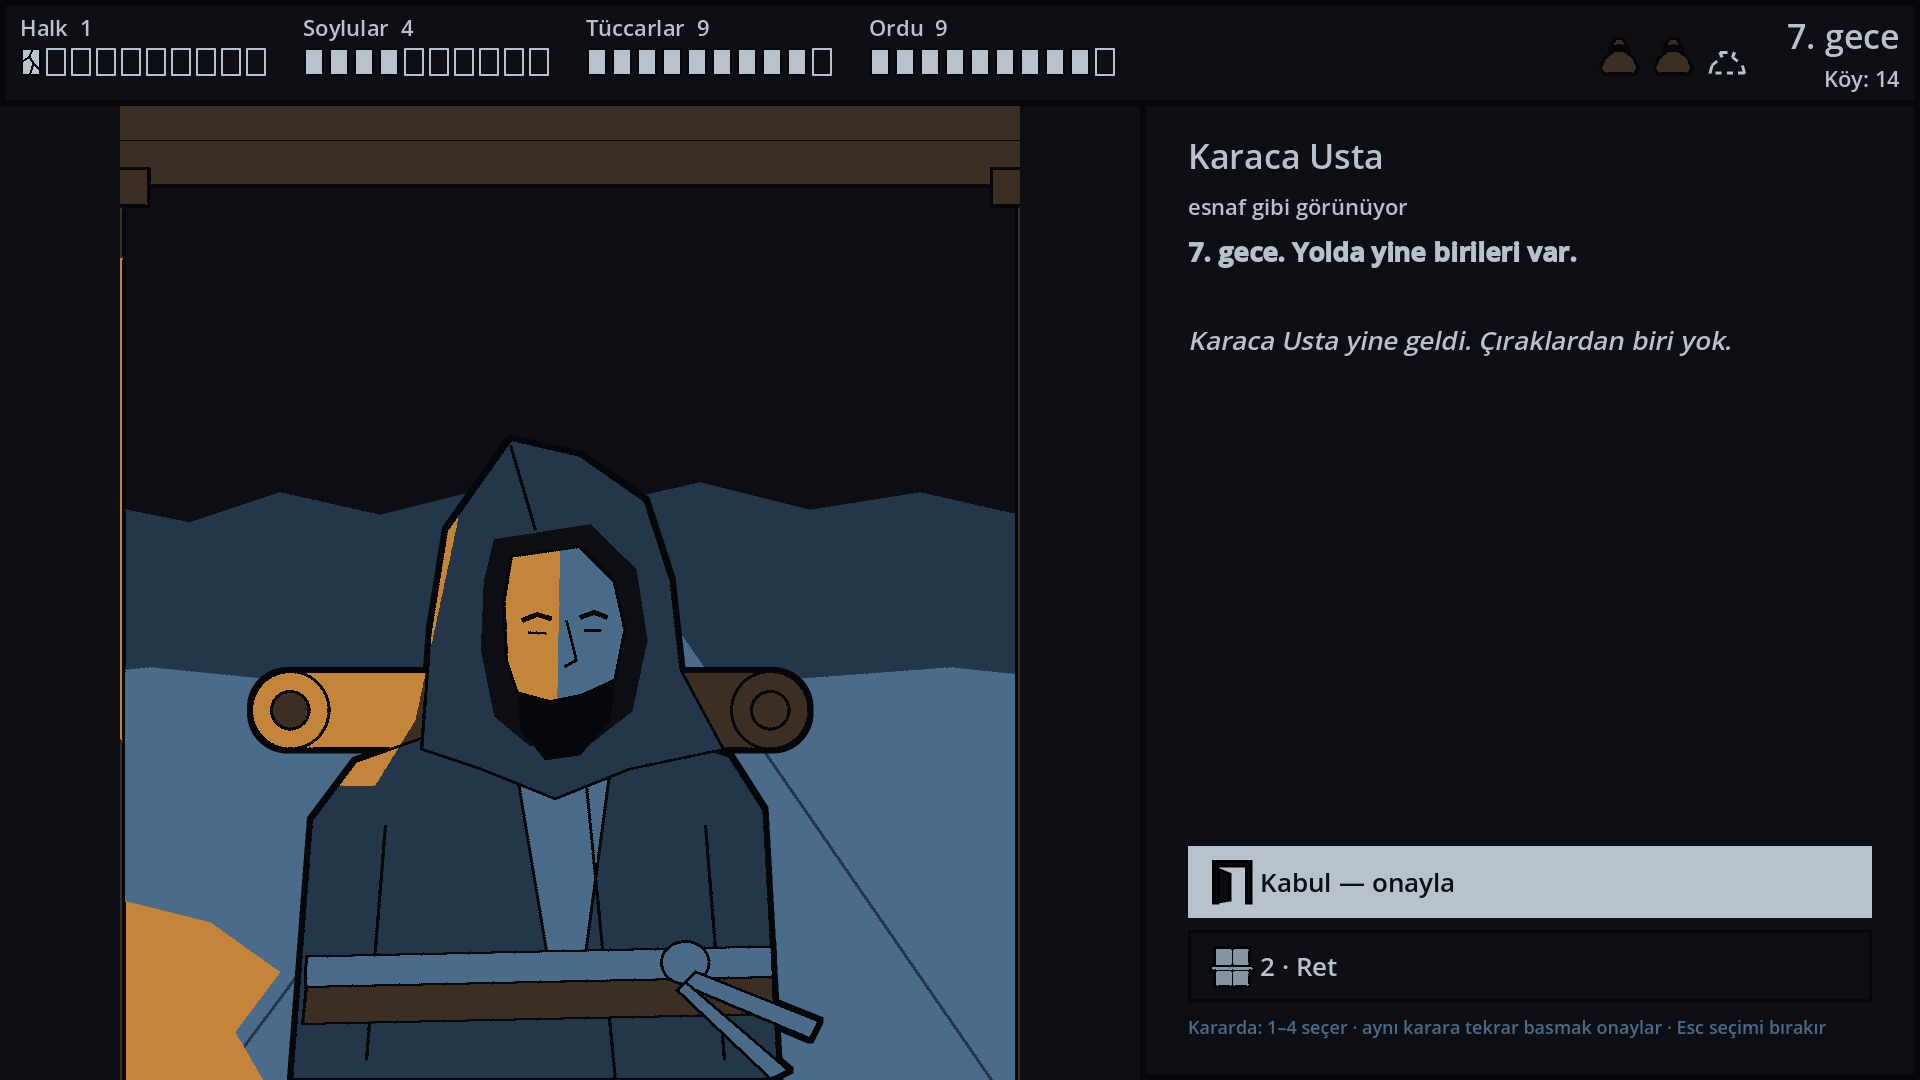 Halk 1
Soylular 4
Tüccarlar 9
Ordu 9
7. gece
Köy: 14
Karaca Usta
esnaf gibi görünüyor
7. gece. Yolda yine birileri var.
Karaca Usta yine geldi. Çıraklardan biri yok.
Kabul — onayla
2 · Ret
Kararda: 1–4 seçer · aynı karara tekrar basmak onaylar · Esc seçimi bırakır